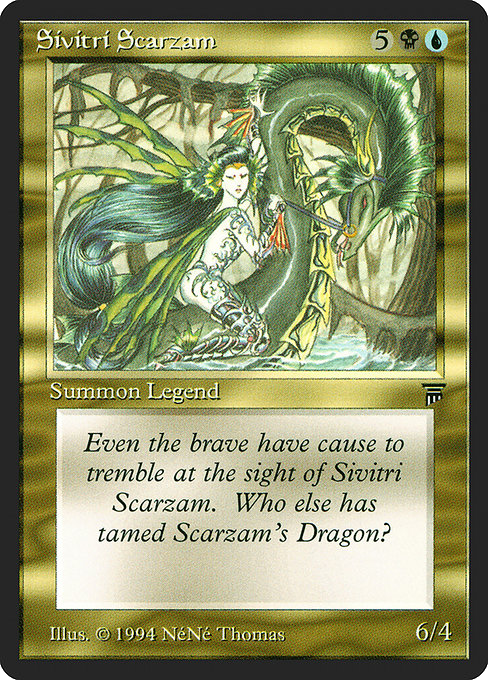 Sivitri Scarzam 5
Summon Legend
Even the brave have cause to
tremble at the sight of Sivitri
Scarzam. Who else has
tamed Scarzam's Dragon?
Illus. © 1994 NéNé Thomas 6/4